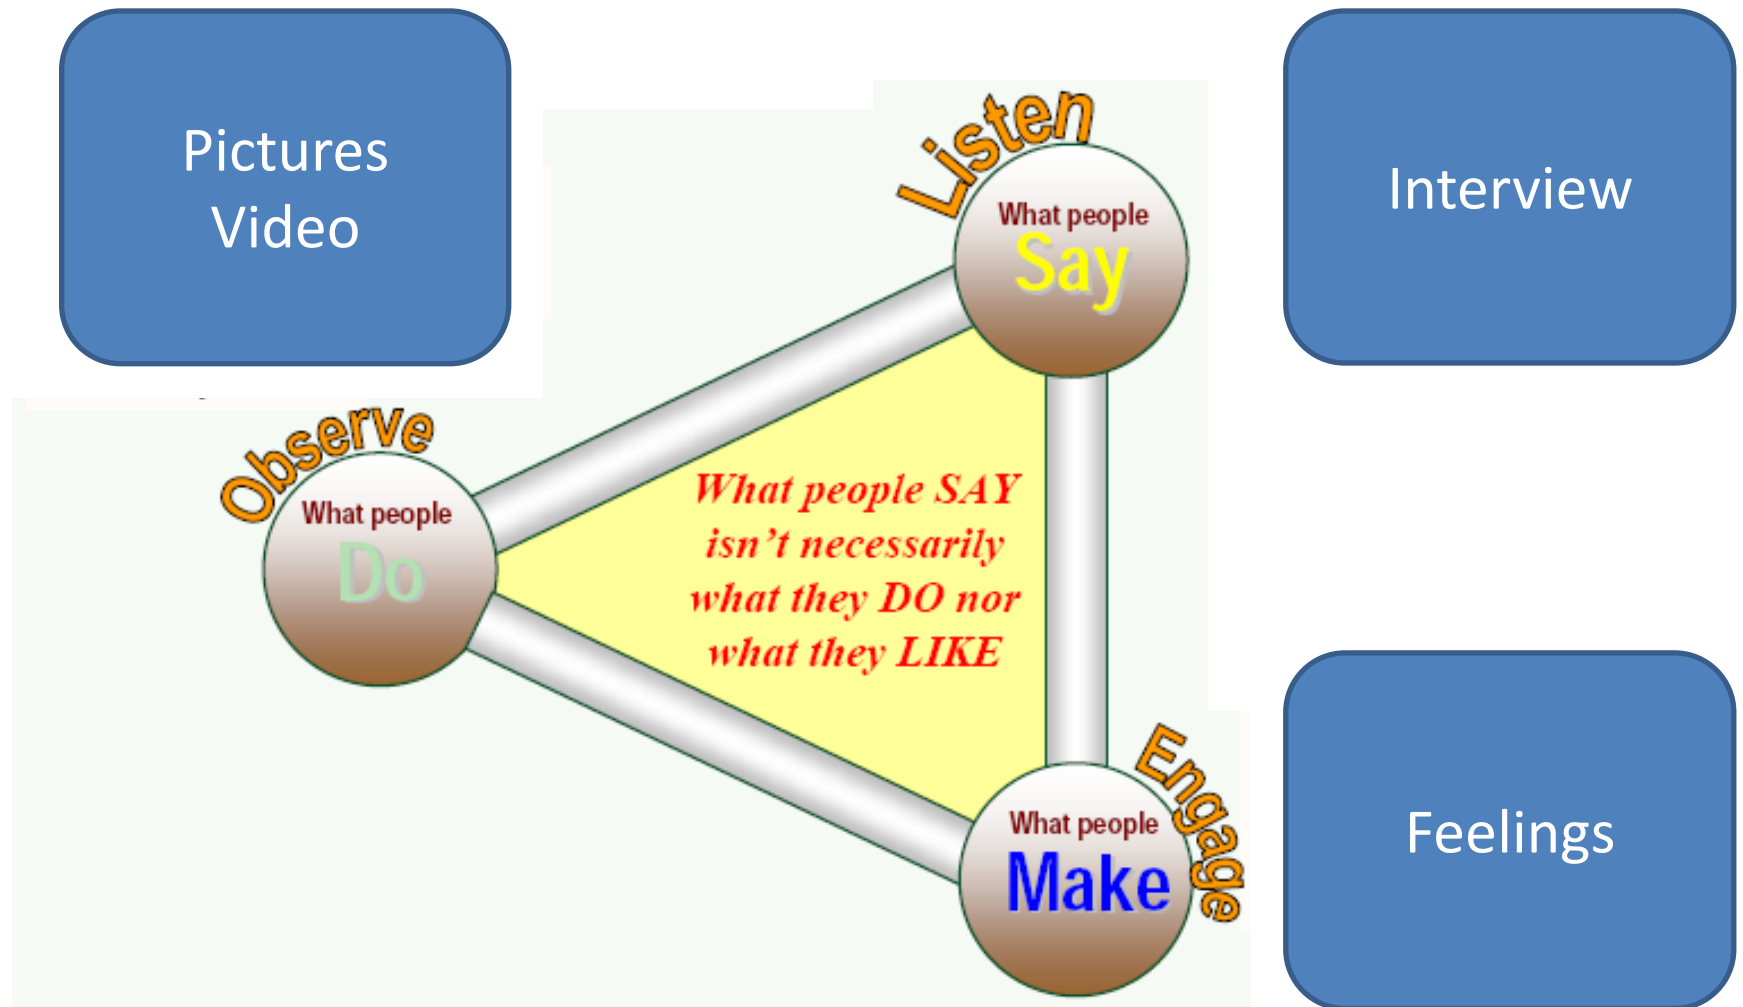 Pictures
Video
Listen
What people
Say
Interview
Observe
What people
Do
What people SAY
isn't necessarily
what they DO nor
what they LIKE
Engage
What people
Make
Feelings